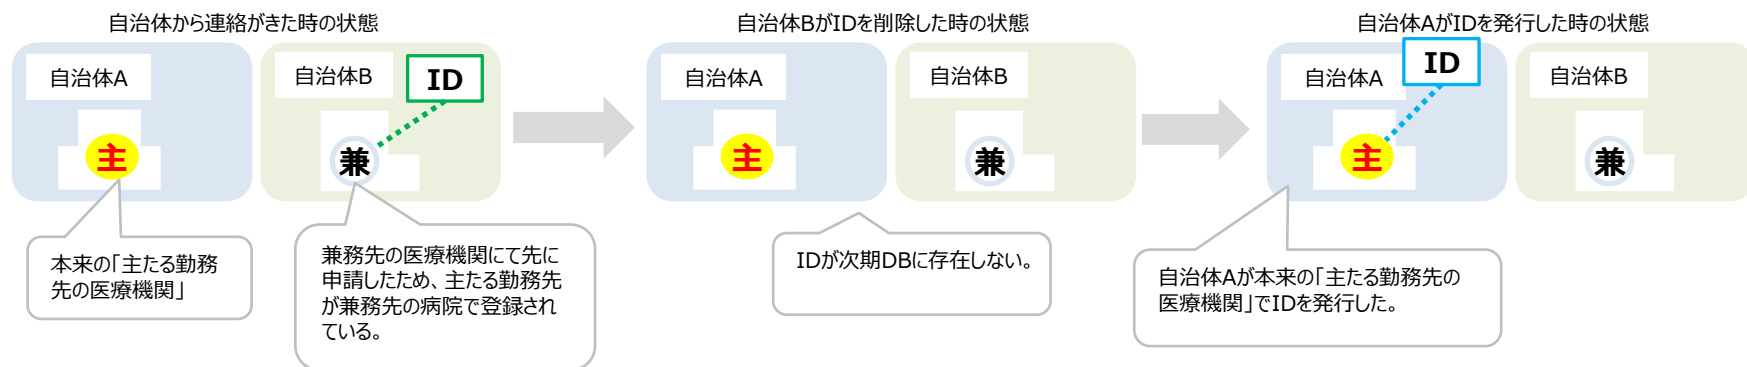 自治体から連絡がきた時の状態
自治体A
主
自治体B
ID
兼
本来の「主たる勤務
先の医療機関」
兼務先の医療機関にて先に
申請したため、主たる勤務先
が兼務先の病院で登録され
ている。
自治体BがIDを削除した時の状態
自治体A
主
自治体B
兼
IDが次期DBに存在しない。
自治体AがIDを発行した時の状態
自治体A
ID
主
自治体B
兼
自治体Aが本来の「主たる勤務先の
医療機関」でIDを発行した。